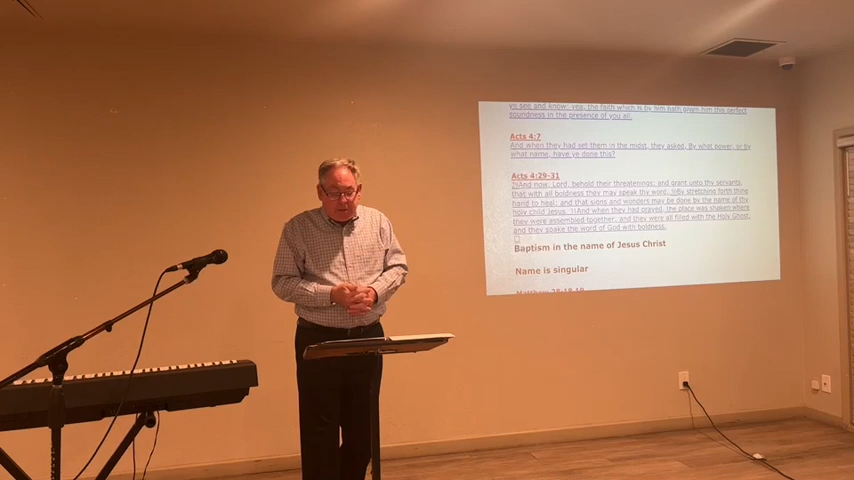 ye see and know: yea, the faith which is by him hath given him this perfect
soundness in the presence of you all.
Acts 4:7
And when they had set them in the midst, they asked, By what power, or by
what name, have ye done this?
Acts 4:29-31
29And now, Lord, behold their threatenings: and grant unto thy servants,
that with all boldness they may speak thy word, 30By stretching forth thine
hand to heal; and that signs and wonders may be done by the name of thy
holy child Jesus. 31And when they had prayed, the place was shaken where
they were assembled together; and they were all filled with the Holy Ghost,
and they spake the word of God with boldness.
Baptism in the name of Jesus Christ
Name is singular
Matthew 28:18-19